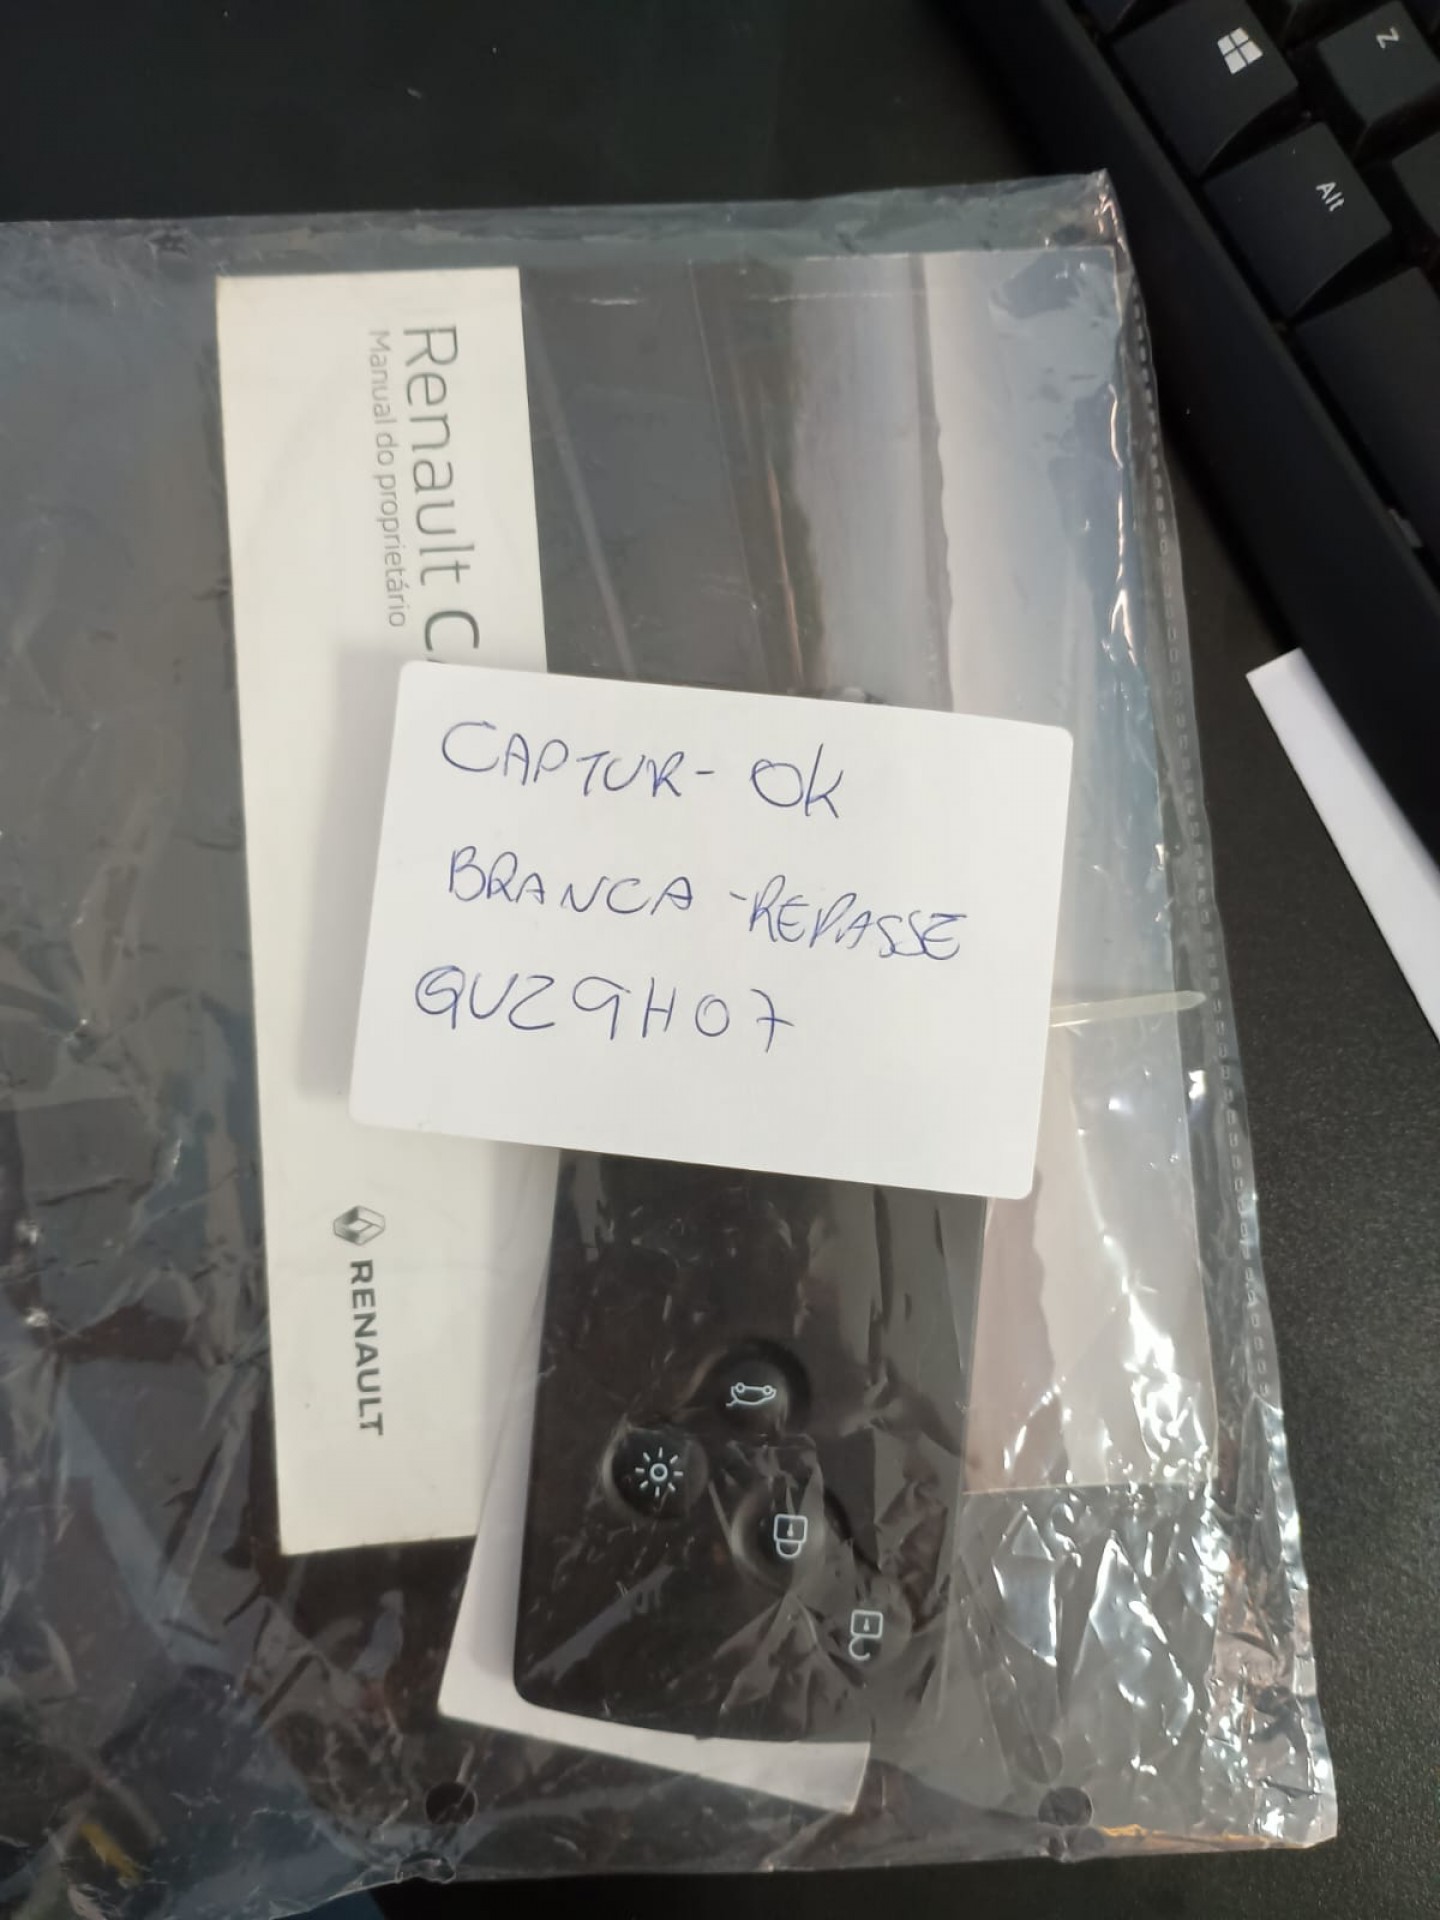 Z
Alt
Renault C
Manual do proprietário
CAPTUR - OK
BRANCA - REPASSE
QUZ9H07
RENAULT